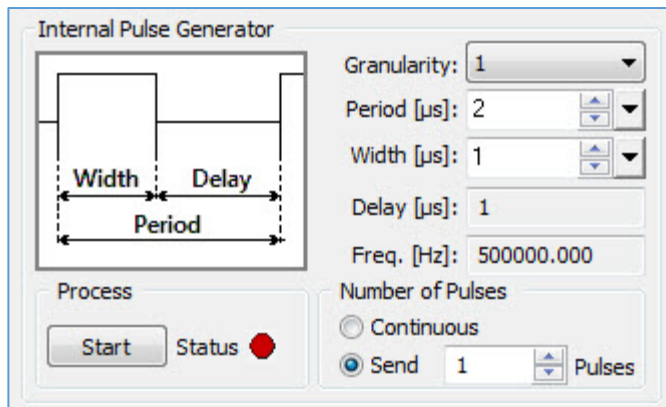 Internal Pulse Generator
Width Delay
Period
Granularity: 1
Period [µs]: 2
Width [µs]: 1
Delay [µs]: 1
Freq. [Hz]: 500000.000
Process
Start Status
Number of Pulses
Continuous
Send 1 Pulses